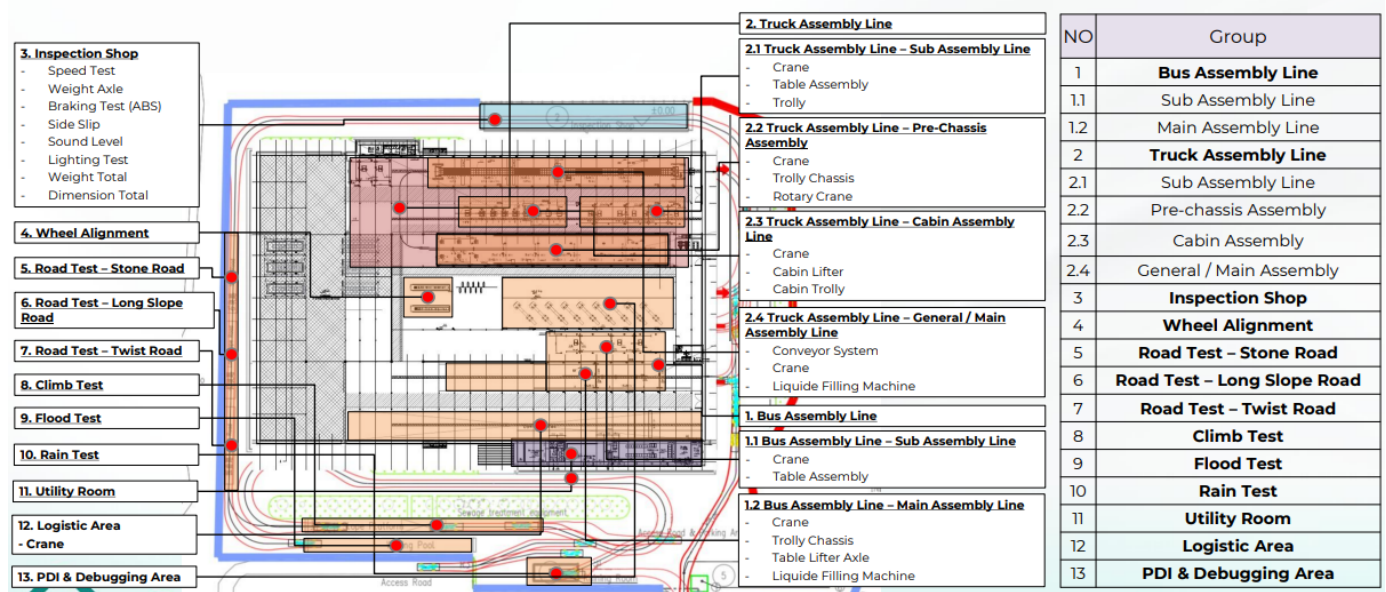 3. Inspection Shop
- Speed Test
- Weight Axle
- Braking Test (ABS)
- Side Slip
- Sound Level
- Lighting Test
- Weight Total
- Dimension Total
4. Wheel Alignment
5. Road Test – Stone Road
6. Road Test – Long Slope
Road
7. Road Test – Twist Road
8. Climb Test
9. Flood Test
10. Rain Test
11. Utility Room
12. Logistic Area
- Crane
13. PDI & Debugging Area
Inspection Shop
±0.00
Sewage treatment equipment
Access Road & Parking
Pool
Access Road
5
2. Truck Assembly Line
2.1 Truck Assembly Line – Sub Assembly Line
- Crane
- Table Assembly
- Trolly
2.2 Truck Assembly Line – Pre-Chassis
Assembly
- Crane
- Trolly Chassis
- Rotary Crane
2.3 Truck Assembly Line – Cabin Assembly
Line
- Crane
- Cabin Lifter
- Cabin Trolly
2.4 Truck Assembly Line – General / Main
Assembly Line
- Conveyor System
- Crane
- Liquide Filling Machine
1. Bus Assembly Line
1.1 Bus Assembly Line – Sub Assembly Line
- Crane
- Table Assembly
1.2 Bus Assembly Line – Main Assembly Line
- Crane
- Trolly Chassis
- Table Lifter Axle
- Liquide Filling Machine
NO Group
1 Bus Assembly Line
1.1 Sub Assembly Line
1.2 Main Assembly Line
2 Truck Assembly Line
2.1 Sub Assembly Line
2.2 Pre-chassis Assembly
2.3 Cabin Assembly
2.4 General / Main Assembly
3 Inspection Shop
4 Wheel Alignment
5 Road Test – Stone Road
6 Road Test – Long Slope Road
7 Road Test – Twist Road
8 Climb Test
9 Flood Test
10 Rain Test
11 Utility Room
12 Logistic Area
13 PDI & Debugging Area